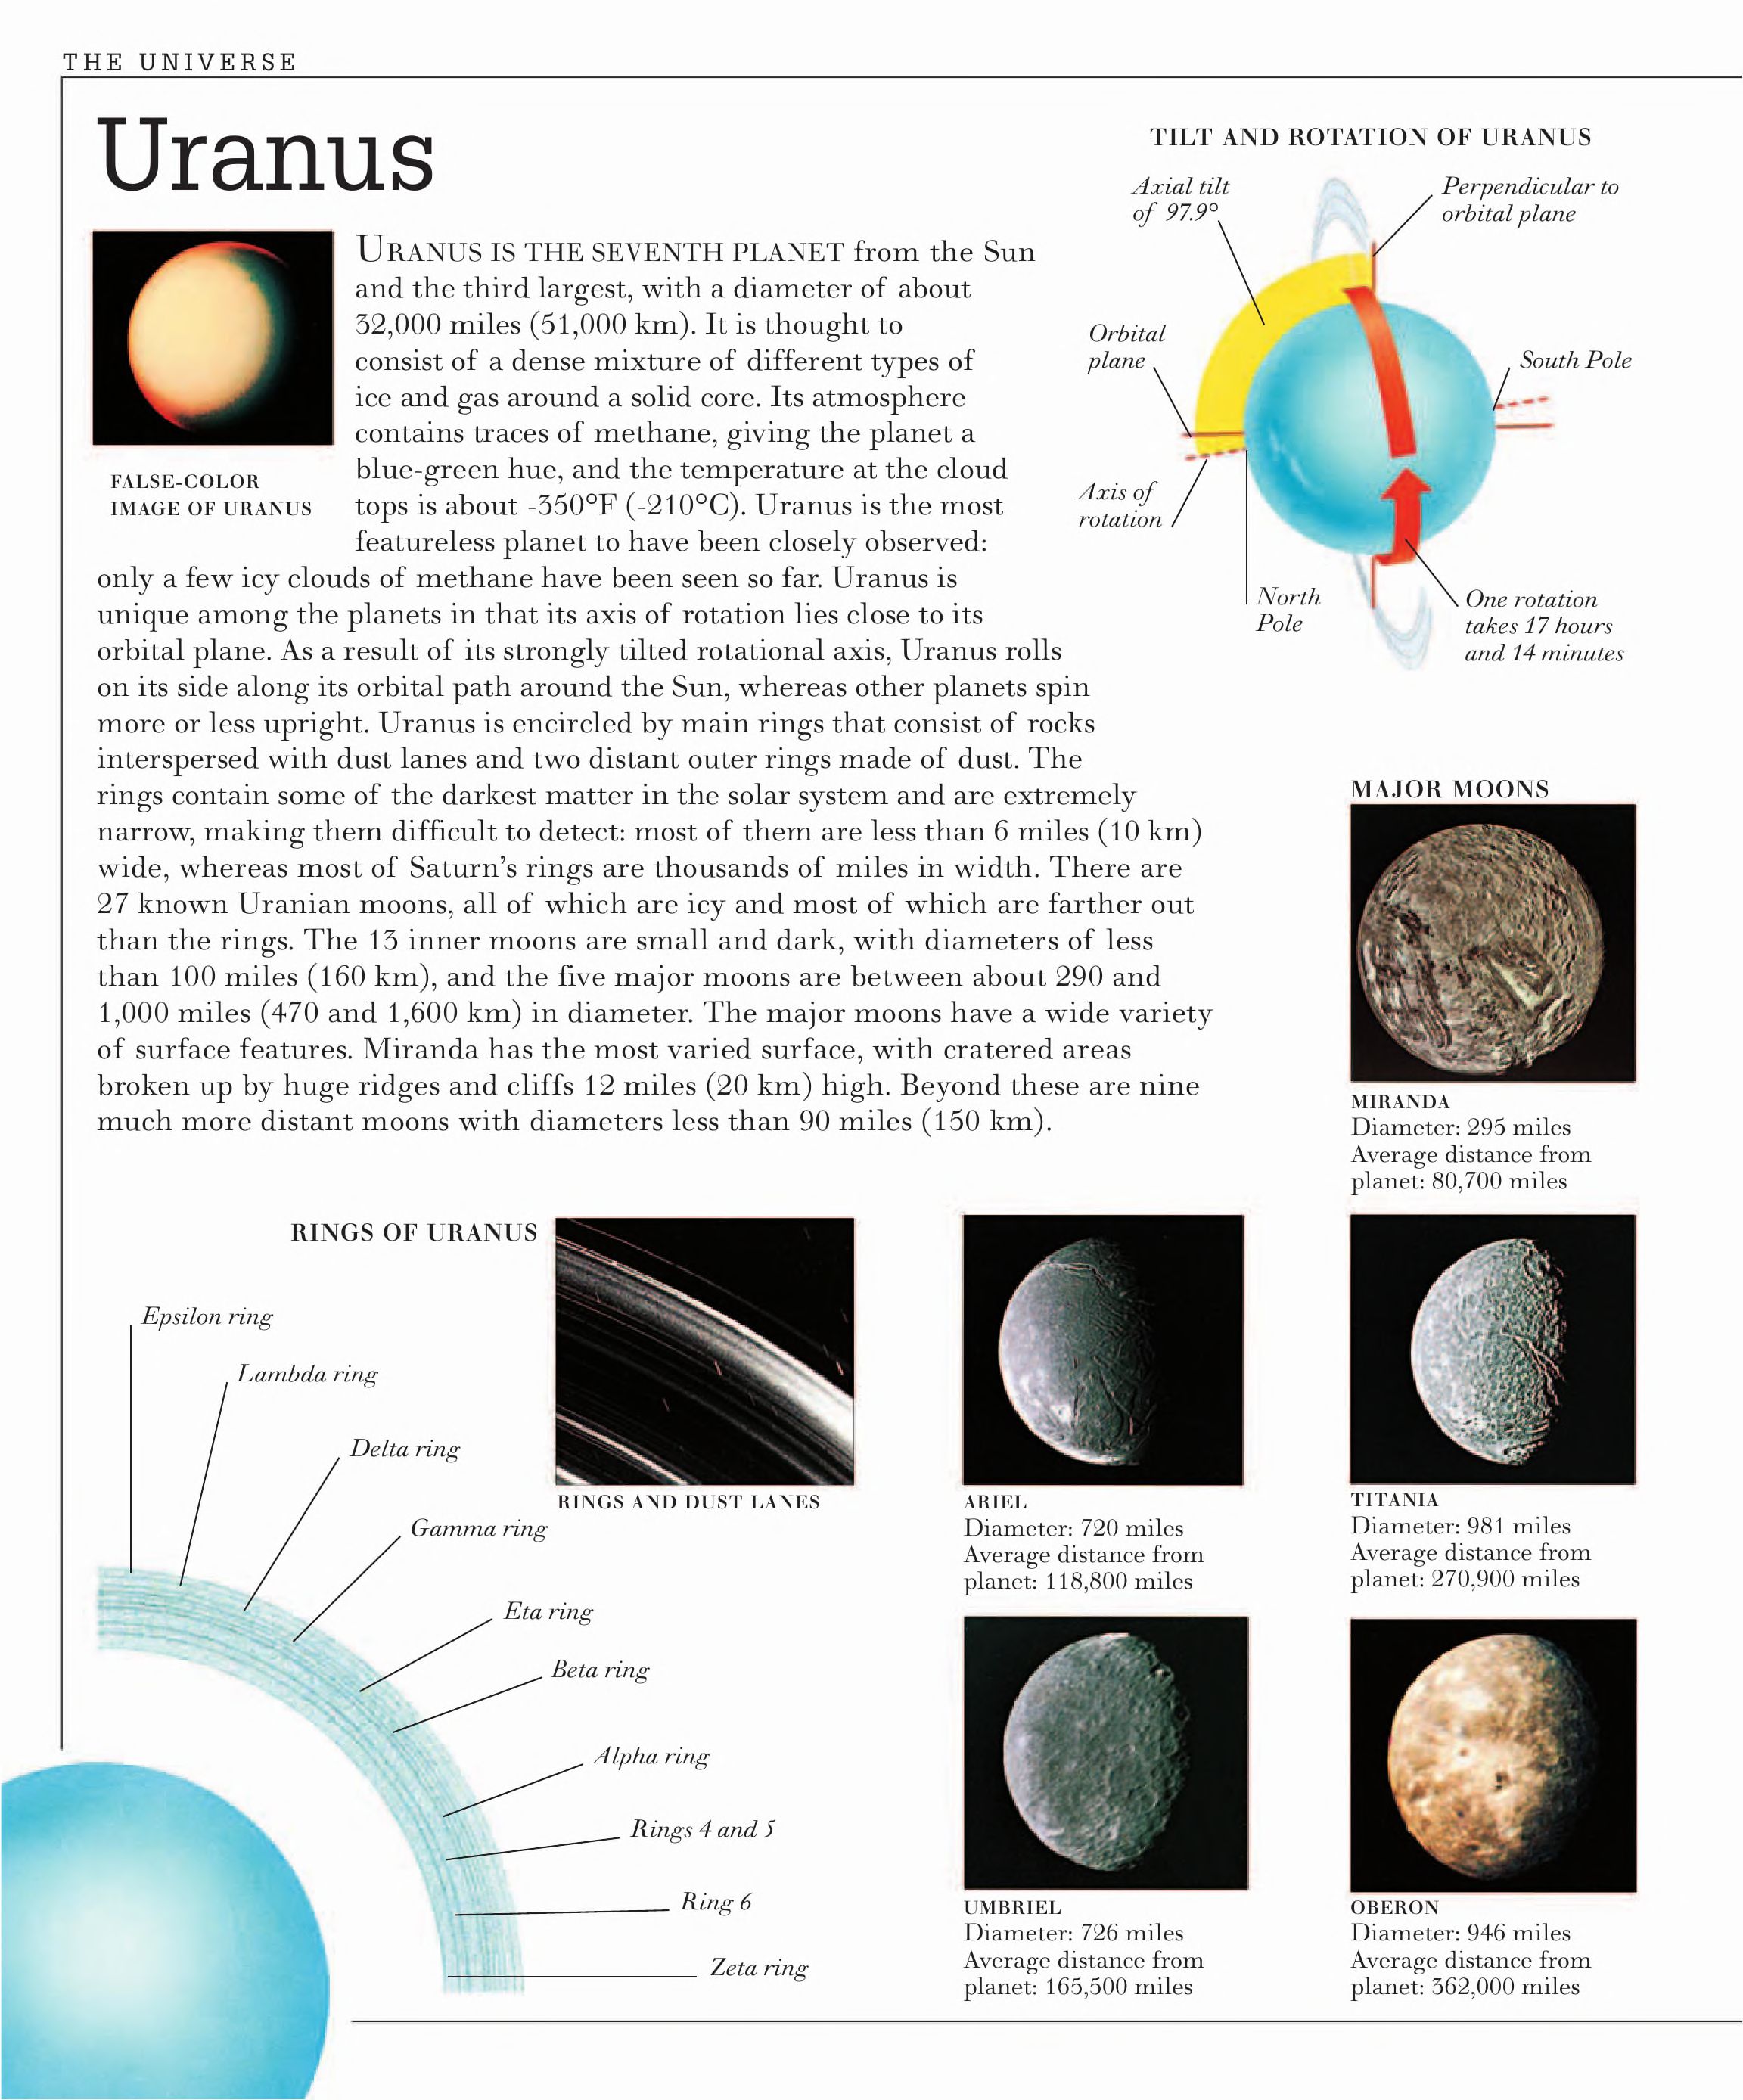 THE UNIVERSE
Uranus
FALSE-COLOR
IMAGE OF URANUS
URANUS IS THE SEVENTH PLANET from the Sun
and the third largest, with a diameter of about
32,000 miles (51,000 km). It is thought to
consist of a dense mixture of different types of
ice and gas around a solid core. Its atmosphere
contains traces of methane, giving the planet a
blue-green hue, and the temperature at the cloud
tops is about -350°F (-210°C). Uranus is the most
featureless planet to have been closely observed:
only a few icy clouds of methane have been seen so far. Uranus is
unique among the planets in that its axis of rotation lies close to its
orbital plane. As a result of its strongly tilted rotational axis, Uranus rolls
on its side along its orbital path around the Sun, whereas other planets spin
more or less upright. Uranus is encircled by main rings that consist of rocks
interspersed with dust lanes and two distant outer rings made of dust. The
rings contain some of the darkest matter in the solar system and are extremely
narrow, making them difficult to detect: most of them are less than 6 miles (10 km)
wide, whereas most of Saturn's rings are thousands of miles in width. There are
27 known Uranian moons, all of which are icy and most of which are farther out
than the rings. The 13 inner moons are small and dark, with diameters of less
than 100 miles (160 km), and the five major moons are between about 290 and
1,000 miles (470 and 1,600 km) in diameter. The major moons have a wide variety
of surface features. Miranda has the most varied surface, with cratered areas
broken up by huge ridges and cliffs 12 miles (20 km) high. Beyond these are nine
much more distant moons with diameters less than 90 miles (150 km).
TILT AND ROTATION OF URANUS
Axial tilt
of 97.9°
Perpendicular to
orbital plane
Orbital
plane
South Pole
Axis of
rotation
North
Pole
One rotation
takes 17 hours
and 14 minutes
MAJOR MOONS
MIRANDA
Diameter: 295 miles
Average distance from
planet: 80,700 miles
RINGS OF URANUS
Epsilon ring
Lambda ring
Delta ring
Gamma ring
Eta ring
Beta ring
Alpha ring
Rings 4 and 5
Ring 6
Zeta ring
RINGS AND DUST LANES
ARIEL
Diameter: 720 miles
Average distance from
planet: 118,800 miles
TITANIA
Diameter: 981 miles
Average distance from
planet: 270,900 miles
UMBRIEL
Diameter: 726 miles
Average distance from
planet: 165,500 miles
OBERON
Diameter: 946 miles
Average distance from
planet: 362,000 miles